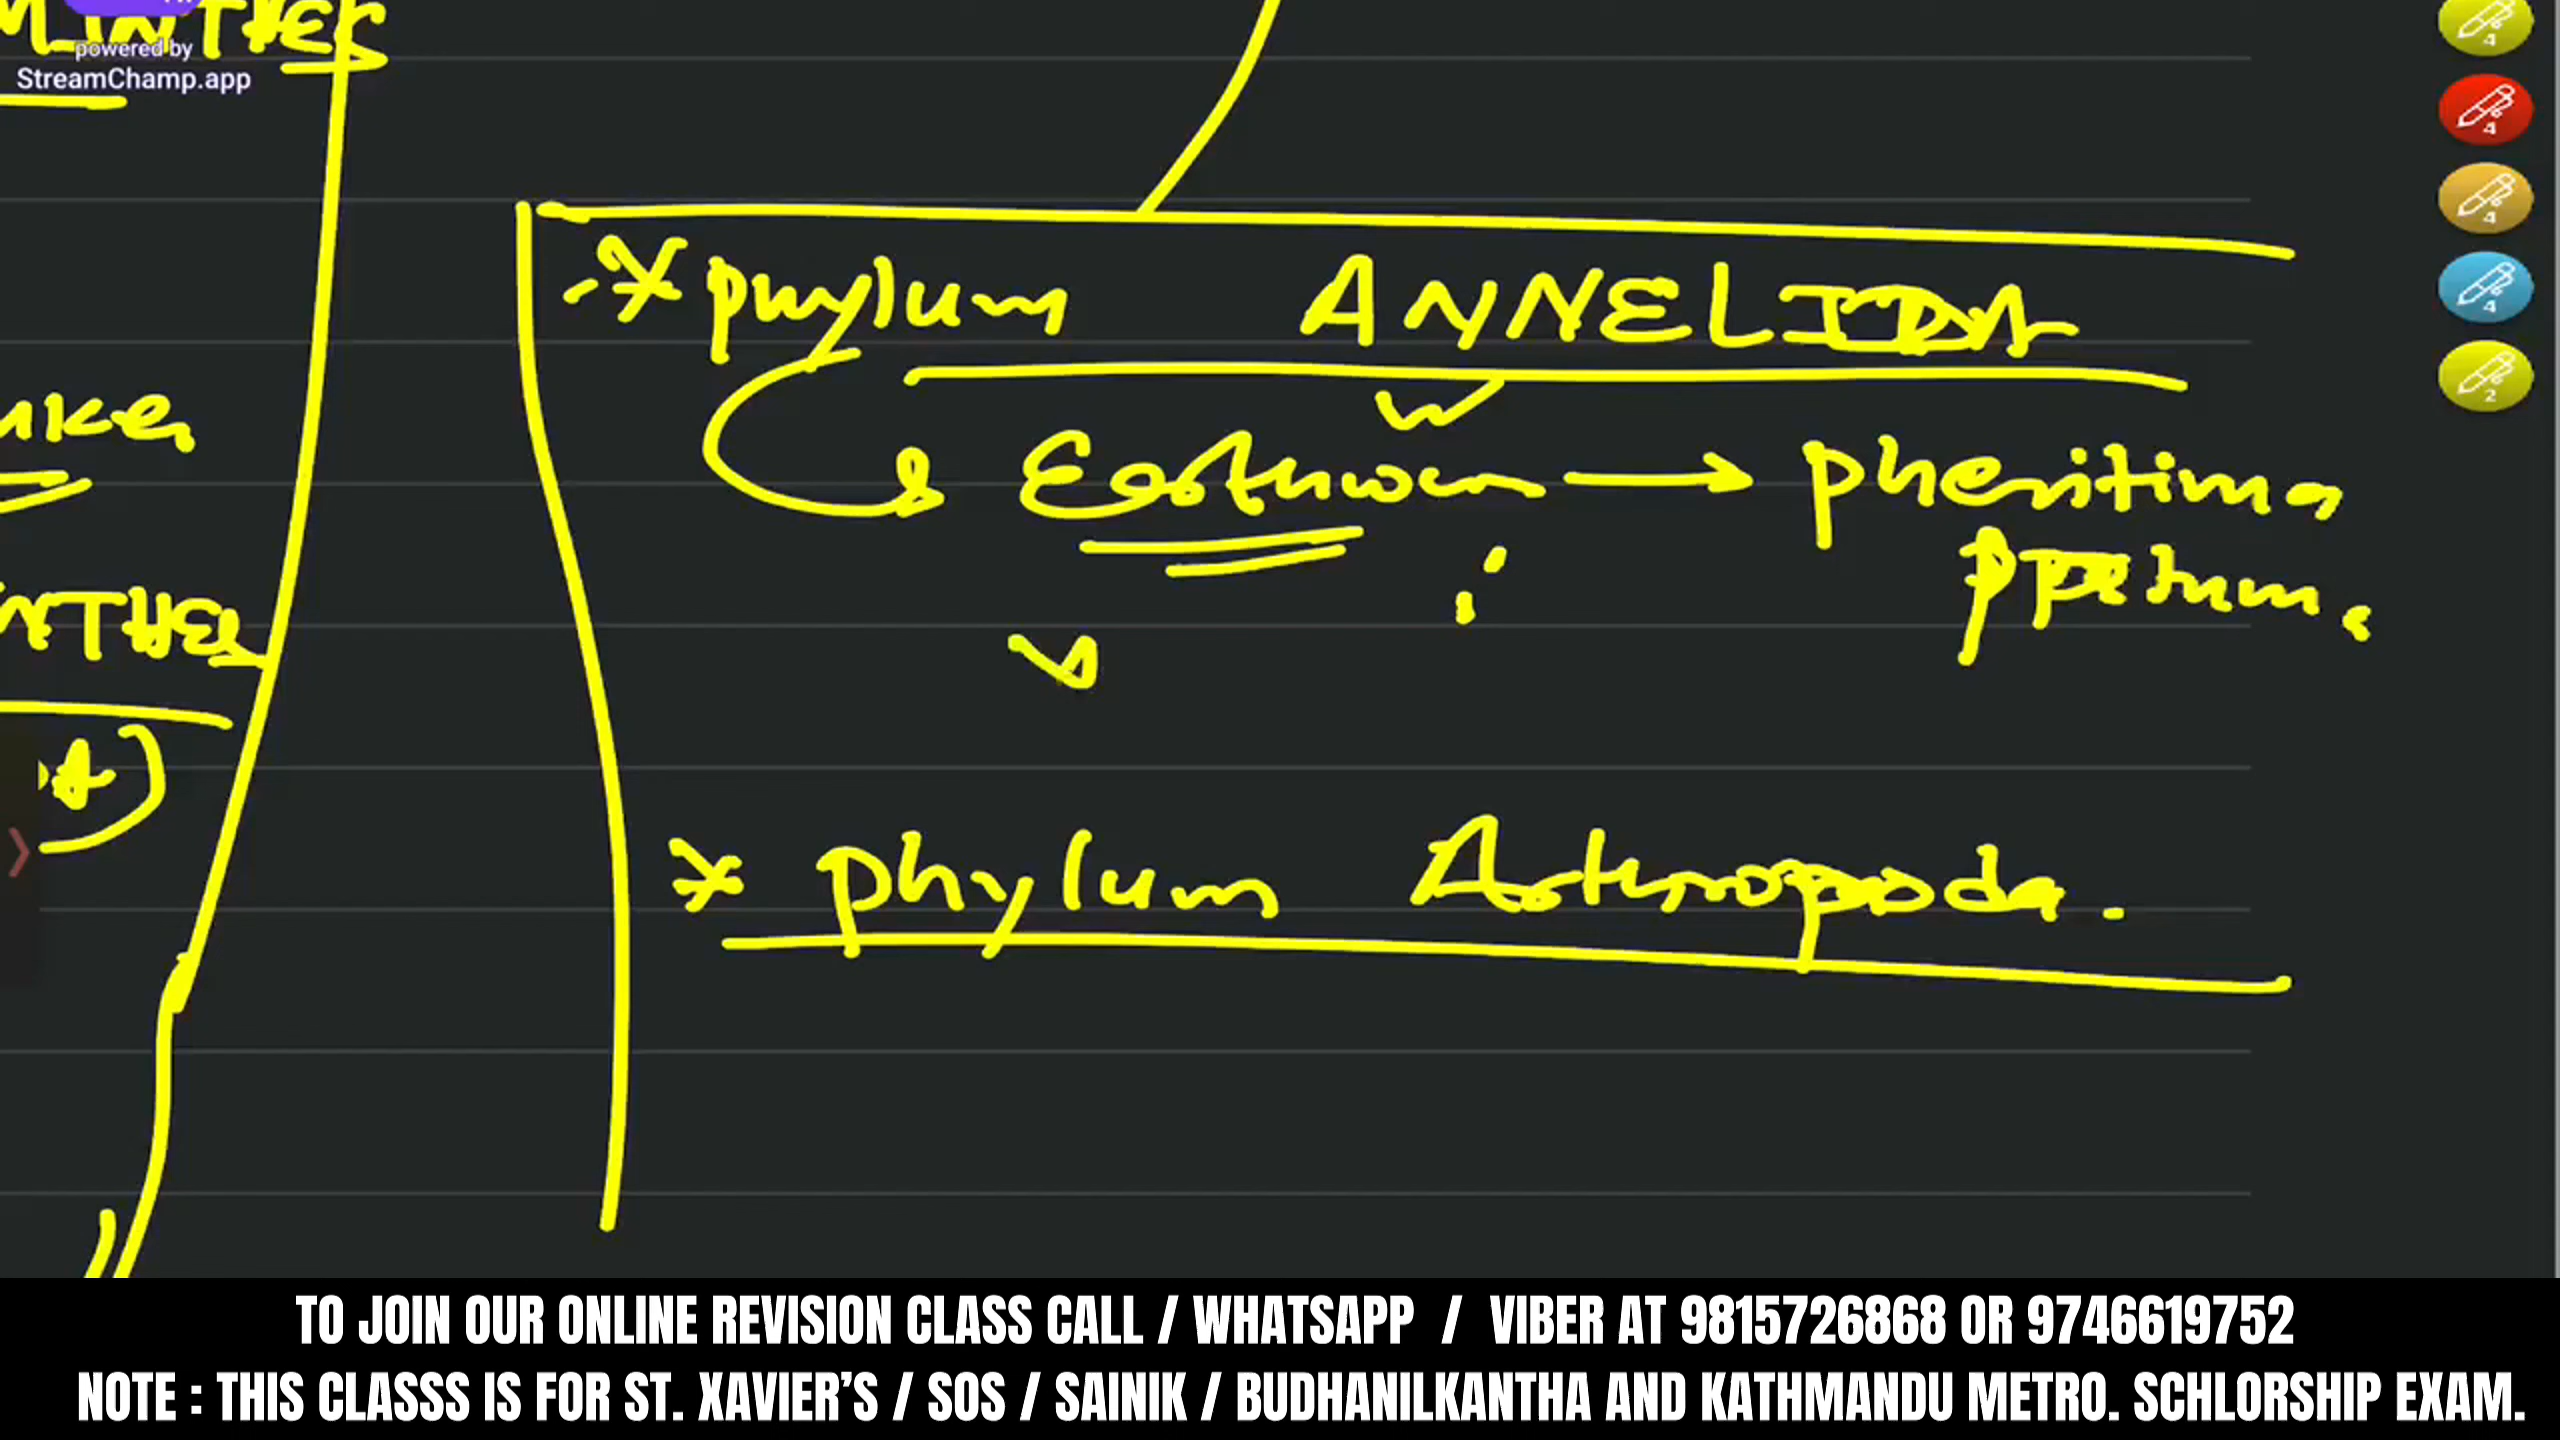 powered by
StreamChamp.app
* phylum ANNELIDA
Earthworm → pheritima
* phylum Arthropoda.
TO JOIN OUR ONLINE REVISION CLASS CALL / WHATSAPP / VIBER AT 9815726868 OR 9746619752
NOTE : THIS CLASSS IS FOR ST. XAVIER'S / SOS / SAINIK / BUDHANILKANTHA AND KATHMANDU METRO. SCHLORSHIP EXAM.